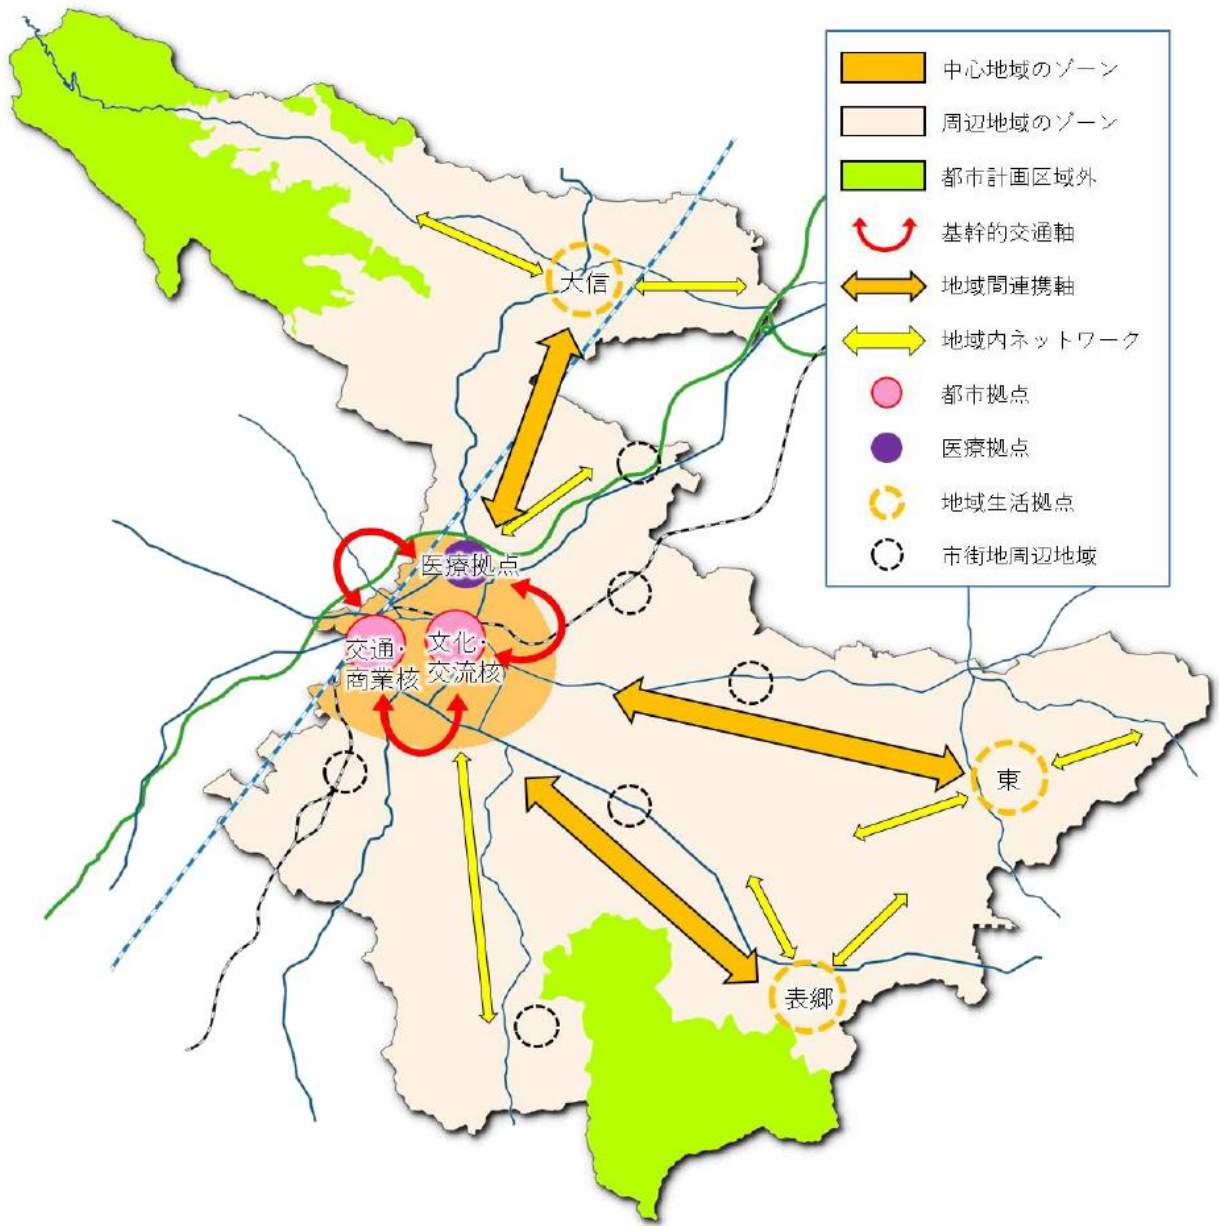 中心地域のゾーン
周辺地域のゾーン
都市計画区域外
基幹的交通軸
地域間連携軸
地域内ネットワーク
都市拠点
医療拠点
地域生活拠点
市街地周辺地域
大信
医療拠点
交通・
商業核
文化・
交流核
東
表郷